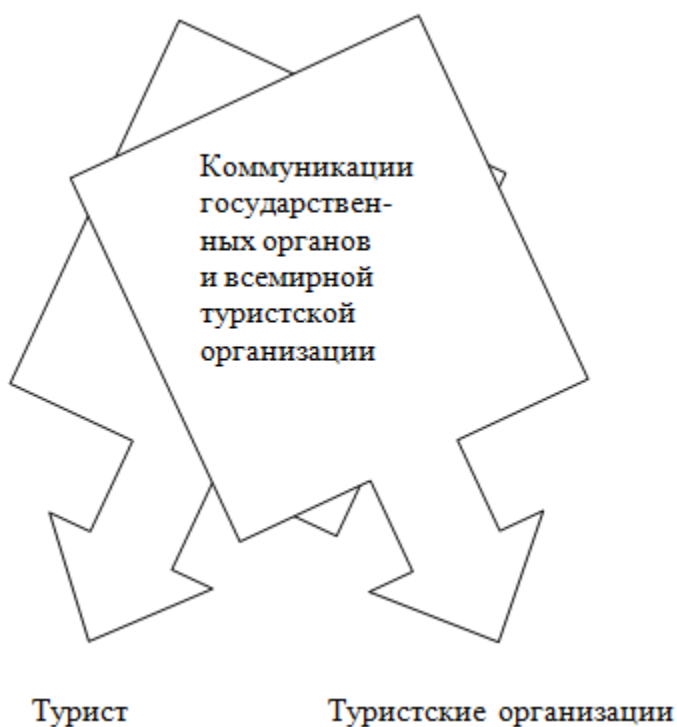 Коммуникации
государствен-
ных органов
и всемирной
туристской
организации
Турист
Туристские организации